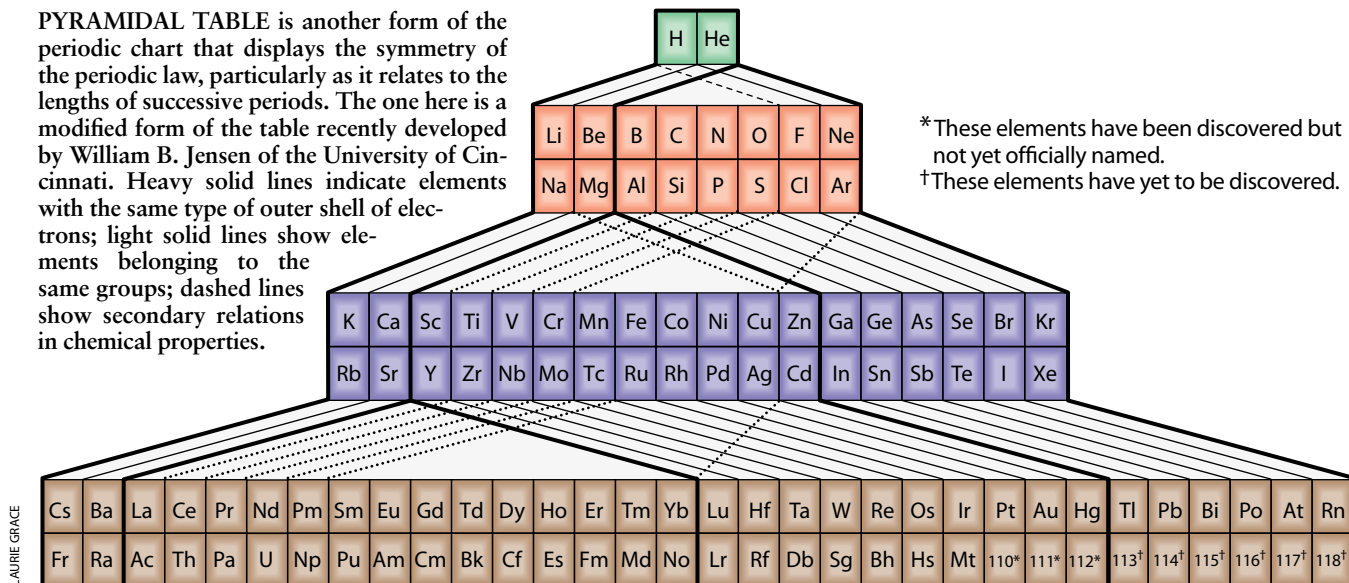 PYRAMIDAL TABLE is another form of the
periodic chart that displays the symmetry of
the periodic law, particularly as it relates to the
lengths of successive periods. The one here is a
modified form of the table recently developed
by William B. Jensen of the University of Cin-
cinnati. Heavy solid lines indicate elements
with the same type of outer shell of elec-
trons; light solid lines show ele-
ments belonging to the
same groups; dashed lines
show secondary relations
in chemical properties.
*These elements have been discovered but
not yet officially named.
†These elements have yet to be discovered.
H He
Li Be B C N O F Ne
Na Mg Al Si P S Cl Ar
K Ca Sc Ti V Cr Mn Fe Co Ni Cu Zn Ga Ge As Se Br Kr
Rb Sr Y Zr Nb Mo Tc Ru Rh Pd Ag Cd In Sn Sb Te I Xe
Cs Ba La Ce Pr Nd Pm Sm Eu Gd Td Dy Ho Er Tm Yb Lu Hf Ta W Re Os Ir Pt Au Hg Tl Pb Bi Po At Rn
Fr Ra Ac Th Pa U Np Pu Am Cm Bk Cf Es Fm Md No Lr Rf Db Sg Bh Hs Mt 110* 111* 112* 113† 114† 115† 116† 117† 118†
LAURIE GRACE